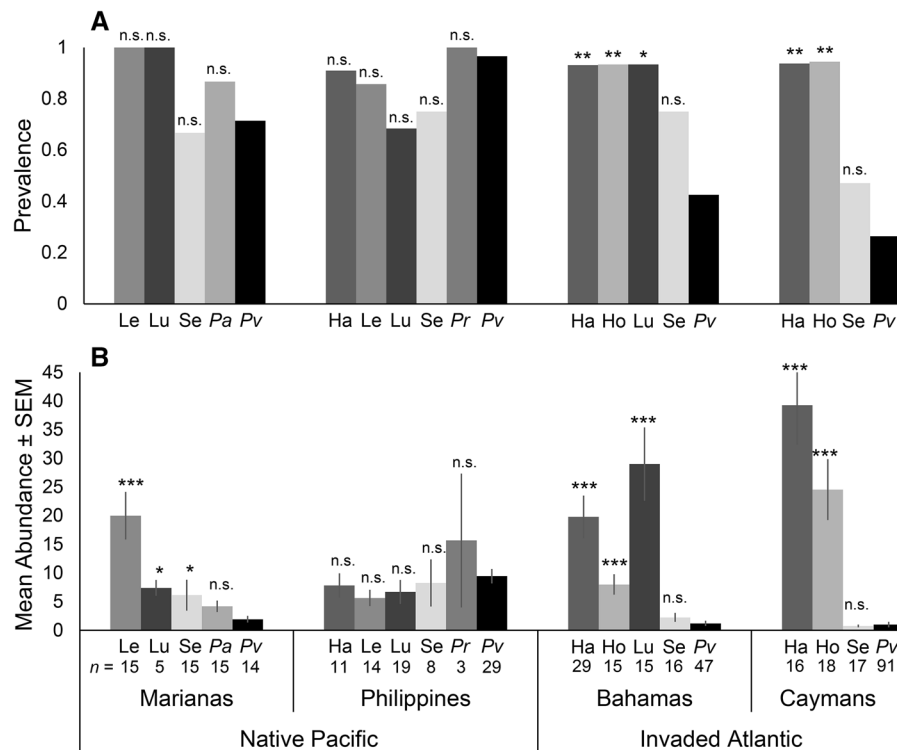 A
n.s. n.s. n.s. n.s.
n.s. n.s. n.s. n.s. n.s.
** ** * n.s.
** ** n.s.
Prevalence
1
0.8
0.6
0.4
0.2
0
Le Lu Se Pa Pv
Ha Le Lu Se Pr Pv
Ha Ho Lu Se Pv
Ha Ho Se Pv
B
*** * * n.s.
n.s. n.s. n.s. n.s. n.s.
*** *** *** n.s.
*** *** n.s.
Mean Abundance ± SEM
45
40
35
30
25
20
15
10
5
0
Le Lu Se Pa Pv
Ha Le Lu Se Pr Pv
Ha Ho Lu Se Pv
Ha Ho Se Pv
n = 15 5 15 15 14
11 14 19 8 3 29
29 15 15 16 47
16 18 17 91
Marianas Philippines Bahamas Caymans
Native Pacific Invaded Atlantic